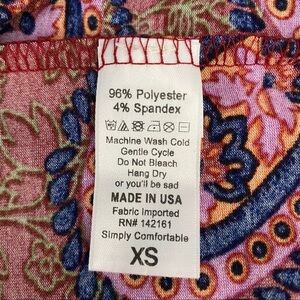 96% Polyester
4% Spandex
Machine Wash Cold
Gentle Cycle
Do Not Bleach
Hang Dry
or you'll be sad
MADE IN USA
Fabric Imported
RN# 142161
Simply Comfortable
XS